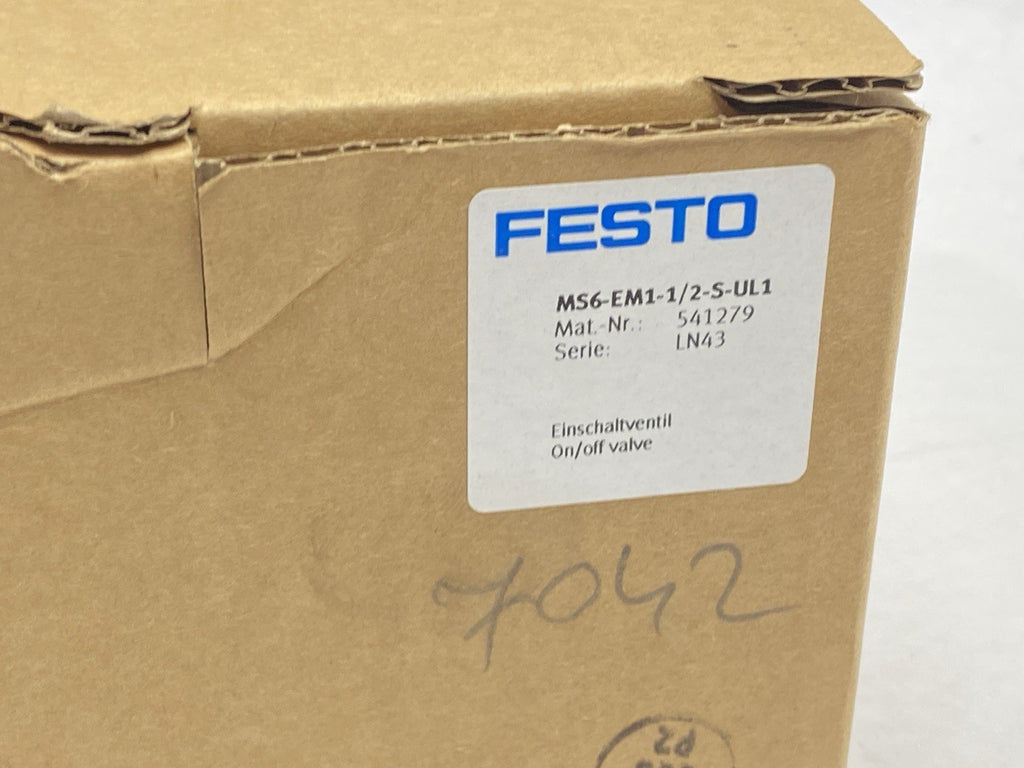 FESTO
MS6-EM1-1/2-S-UL1
Mat.-Nr.: 541279
Serie: LN43
Einschaltventil
On/off valve
7042